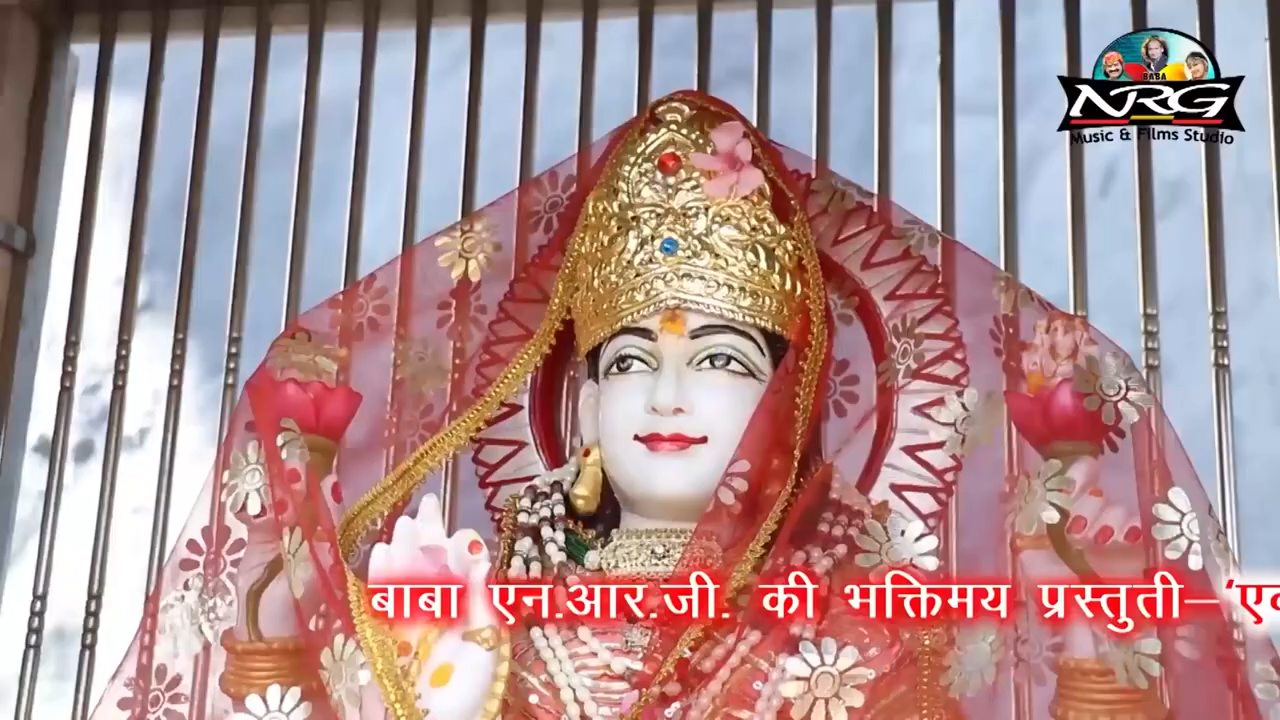 BABA
NRG
Music & Films Studio
बाबा एन.आर.जी. की भक्तिमय प्रस्तुती–‘